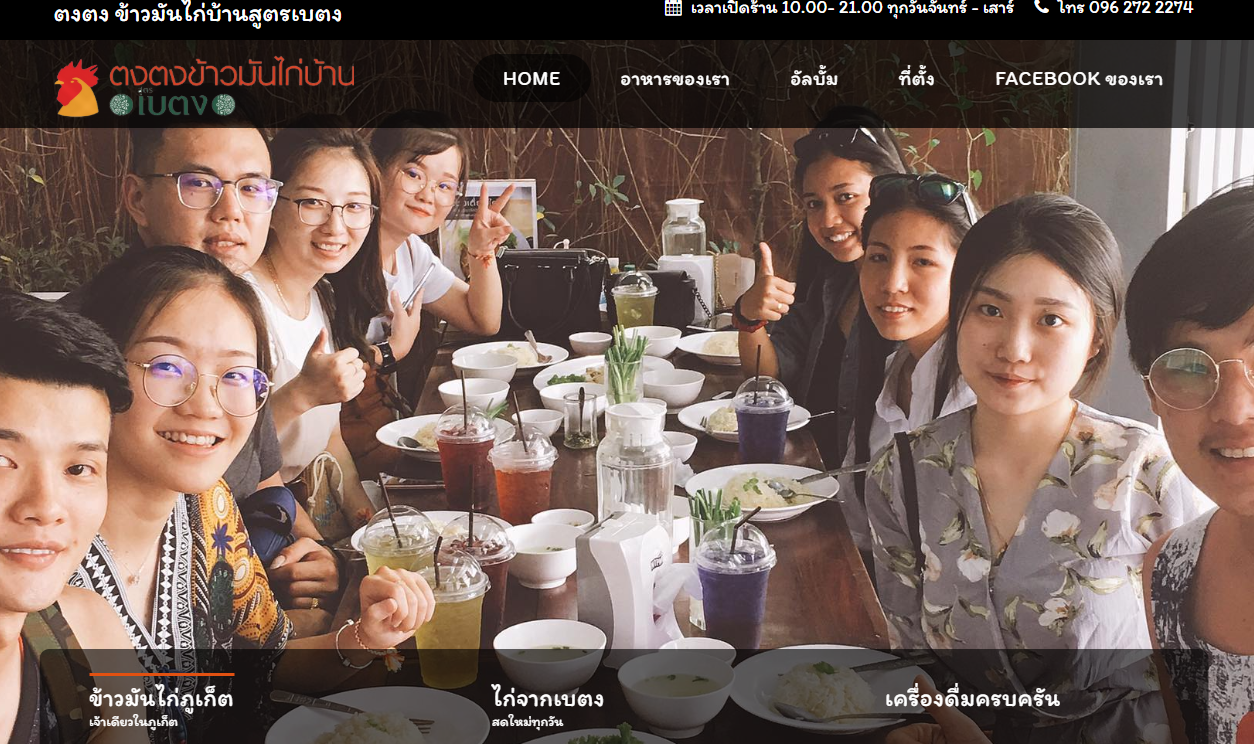 ตงตง ข้าวมันไก่บ้านสูตรเบตง
เวลาเปิดร้าน 10.00- 21.00 ทุกวันจันทร์ - เสาร์
โทร 096 272 2274
ตงตงข้าวมันไก่บ้าน
สูตร
เบตง
HOME
อาหารของเรา
อัลบั้ม
ที่ตั้ง
FACEBOOK ของเรา
ข้าวมันไก่ภูเก็ต
เจ้าเดียวในภูเก็ต
ไก่จากเบตง
สดใหม่ทุกวัน
เครื่องดื่มครบครัน